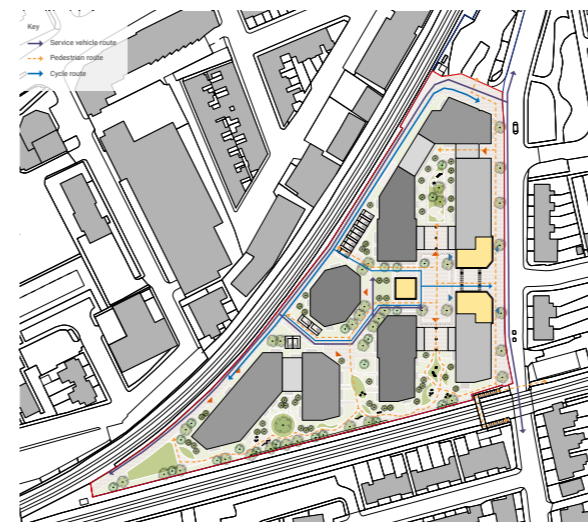 Key
Service vehicle route
Pedestrian route
Cycle route